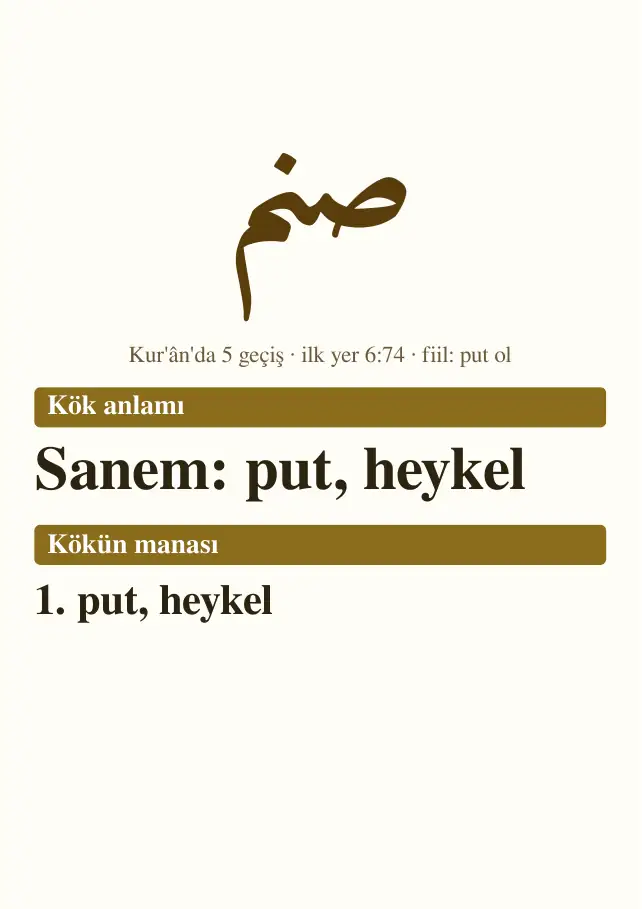 صنم
Kur'ân'da 5 geçiş · ilk yer 6:74 · fiil: put ol
Kök anlamı
Sanem: put, heykel
Kökün manası
1. put, heykel